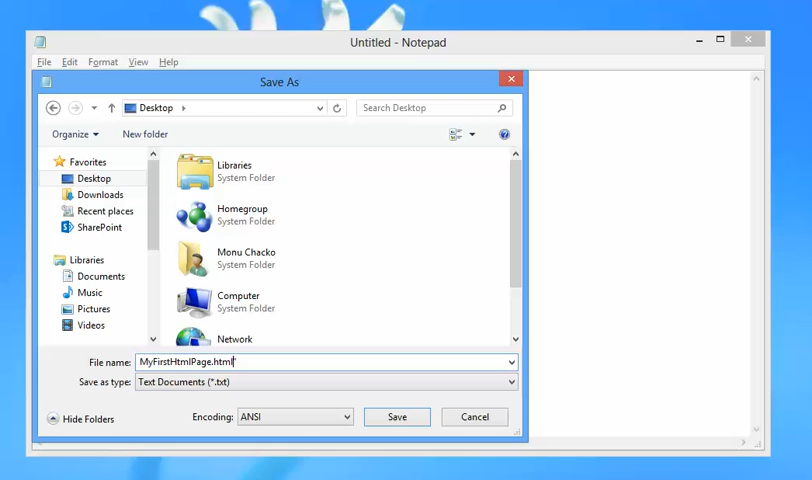 Untitled - Notepad
File Edit Format View Help
Save As
Desktop
Search Desktop
Organize New folder
Favorites
Desktop
Downloads
Recent places
SharePoint
Libraries
Documents
Music
Pictures
Videos
Libraries
System Folder
Homegroup
System Folder
Monu Chacko
System Folder
Computer
System Folder
Network
File name: MyFirstHtmlPage.html"
Save as type: Text Documents (*.txt)
Hide Folders Encoding: ANSI Save Cancel